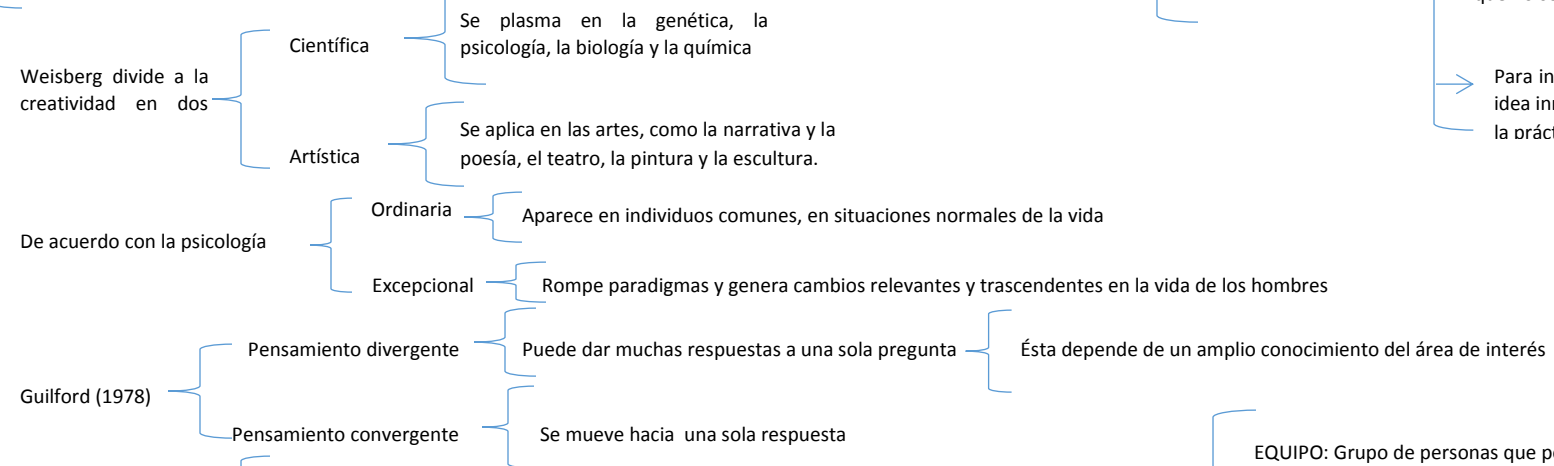 Se plasma en la genética, la
psicología, la biología y la química
Científica
Weisberg divide a la
creatividad en dos
Artística
Se aplica en las artes, como la narrativa y la
poesía, el teatro, la pintura y la escultura.
Para
idea
la
De acuerdo con la psicología
Ordinaria
Aparece en individuos comunes, en situaciones normales de la vida
Excepcional
Rompe paradigmas y genera cambios relevantes y trascendentes en la vida de los hombres
Guilford (1978)
Pensamiento divergente
Puede dar muchas respuestas a una sola pregunta
Ésta depende de un amplio conocimiento del área de interés
Pensamiento convergente
Se mueve hacia una sola respuesta
EQUIPO: Grupo de personas que